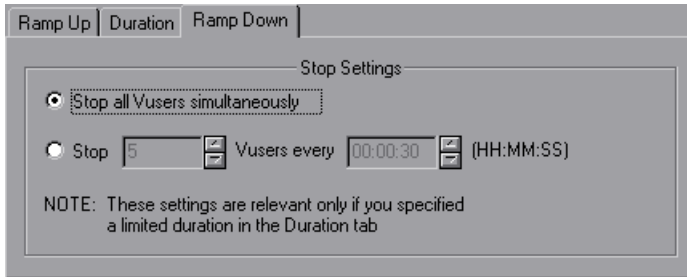 Ramp Up Duration Ramp Down
Stop Settings
Stop all Vusers simultaneously
Stop 5 Vusers every 00:00:30 (HH:MM:SS)
NOTE: These settings are relevant only if you specified
a limited duration in the Duration tab